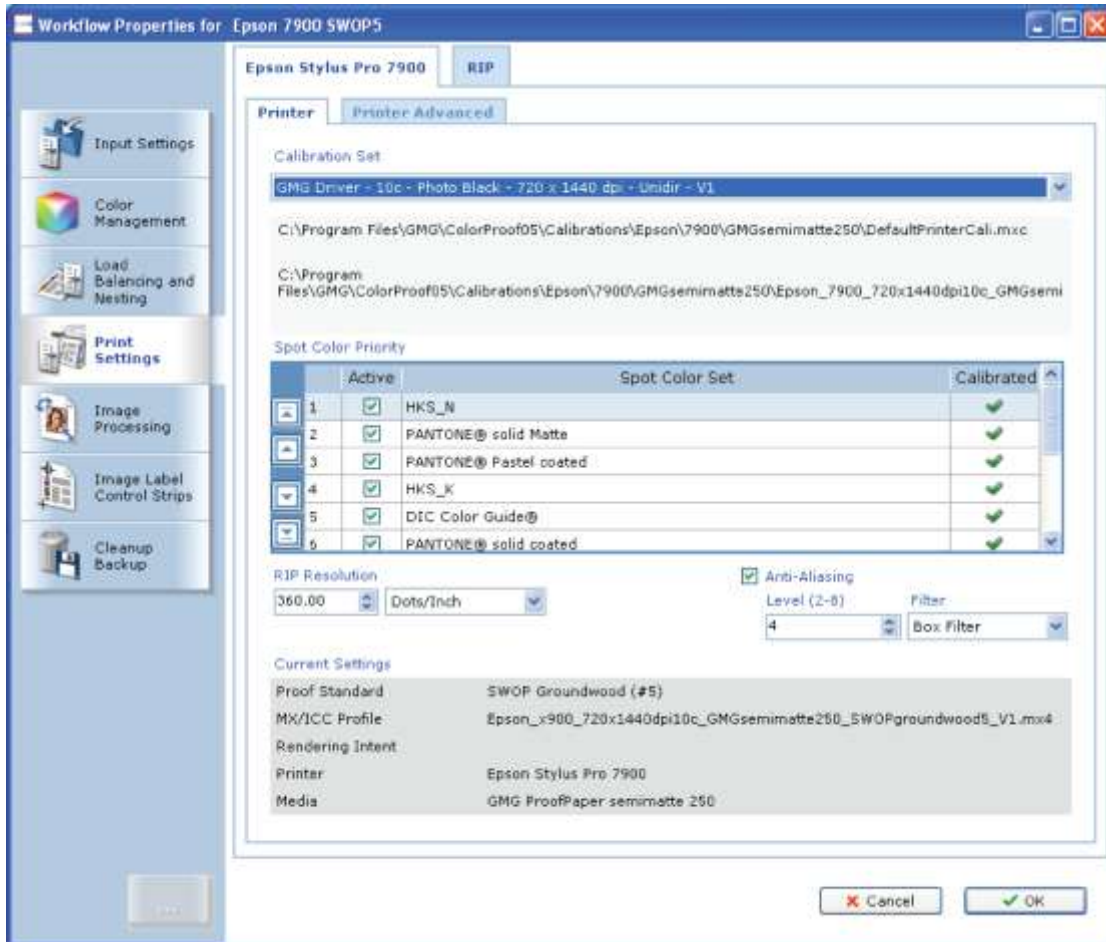 Workflow Properties for Epson 7900 SWOP5
Epson Stylus Pro 7900
RIP
Printer
Printer Advanced
Input Settings
Color
Management
Load
Balancing and
Nesting
Print
Settings
Image
Processing
Image Label
Control Strips
Cleanup
Backup
...
Calibration Set
GMG Driver - 10c - Photo Black - 720 x 1440 dpi - Unidir - V1
C:\Program Files\GMG\ColorProof05\Calibrations\Epson\7900\GMGsemimatte250\DefaultPrinterCali.mxc
C:\Program
Files\GMG\ColorProof05\Calibrations\Epson\7900\GMGsemimatte250\Epson_7900_720x1440dpi10c_GMGsemi
Spot Color Priority
Active Spot Color Set Calibrated
1 HKS_N
2 PANTONE® solid Matte
3 PANTONE® Pastel coated
4 HKS_K
5 DIC Color Guide®
6 PANTONE® solid coated
RIP Resolution
360.00 Dots/Inch
Anti-Aliasing
Level (2-8) Filter
4 Box Filter
Current Settings
Proof Standard SWOP Groundwood (#5)
MX/ICC Profile Epson_x900_720x1440dpi10c_GMGsemimatte250_SWOPgroundwood5_V1.mx4
Rendering Intent
Printer Epson Stylus Pro 7900
Media GMG ProofPaper semimatte 250
Cancel
OK